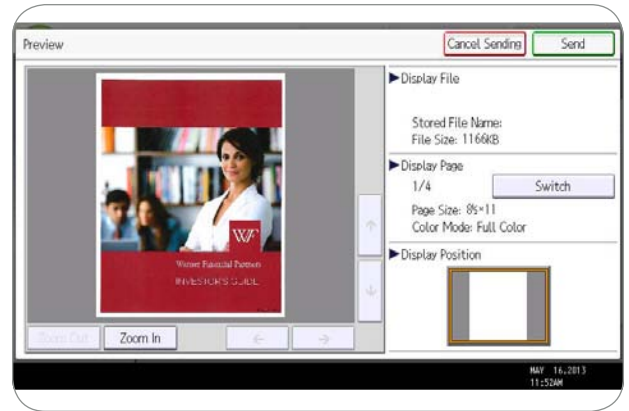 Preview
Cancel Sending
Send
WF
Werner Financial Partners
INVESTOR'S GUIDE
Zoom Out
Zoom In
▶Display File
Stored File Name:
File Size: 1166KB
▶Display Page
1/4
Switch
Page Size: 8½×11
Color Mode: Full Color
▶Display Position
MAY 16.2013
11:52AM